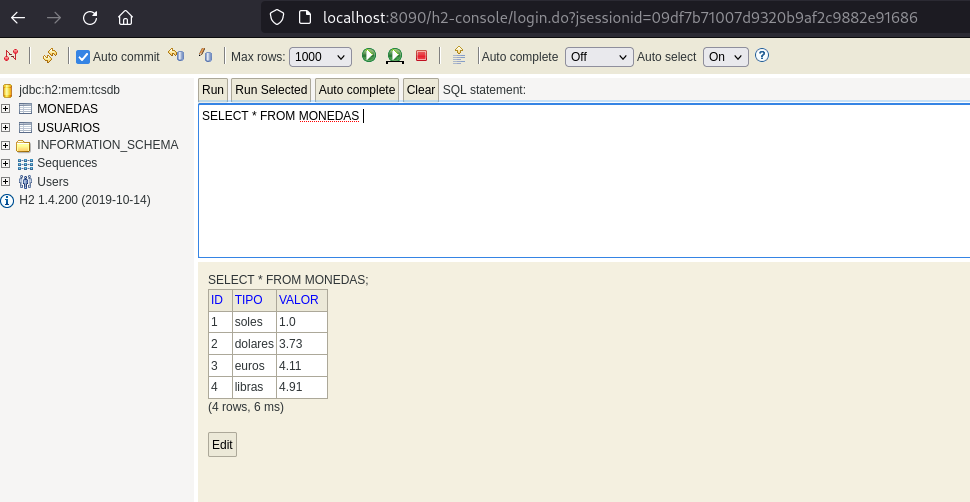 localhost:8090/h2-console/login.do?jsessionid=09df7b71007d9320b9af2c9882e91686
Auto commit Max rows: 1000 Auto complete Off Auto select On
jdbc:h2:mem:tcsdb
MONEDAS
USUARIOS
INFORMATION_SCHEMA
Sequences
Users
H2 1.4.200 (2019-10-14)
Run Run Selected Auto complete Clear SQL statement:
SELECT * FROM MONEDAS
SELECT * FROM MONEDAS;
ID TIPO VALOR
1 soles 1.0
2 dolares 3.73
3 euros 4.11
4 libras 4.91
(4 rows, 6 ms)
Edit